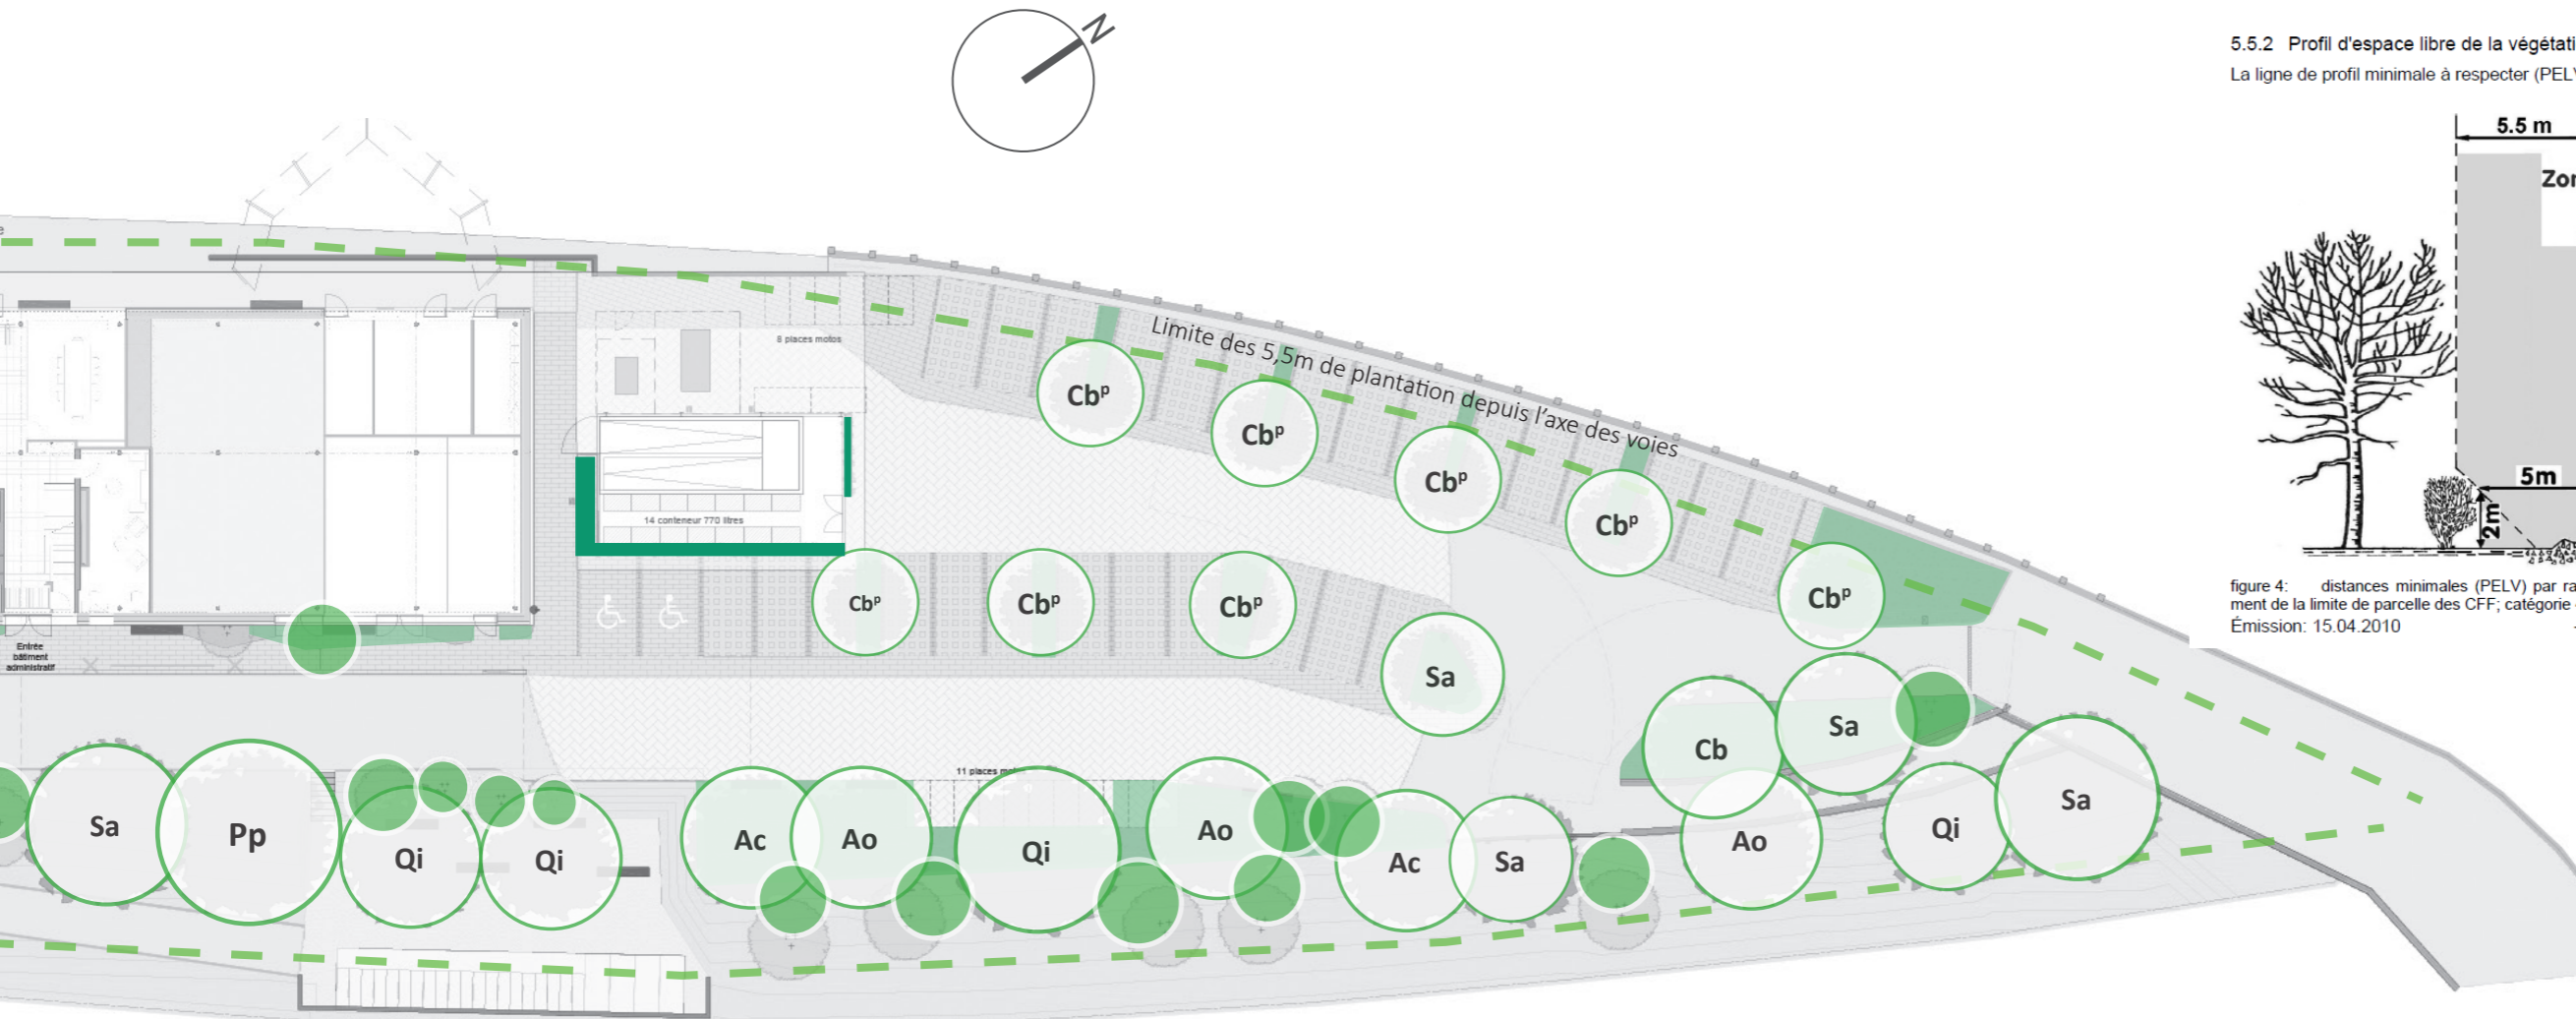 N
5.5.2 Profil d'espace libre de la végétati
La ligne de profil minimale à respecter (PELV
5.5 m
Zon
5m
2m
figure 4: distances minimales (PELV) par ra
ment de la limite de parcelle des CFF; catégorie
Émission: 15.04.2010
e
8 places motos
Limite des 5,5m de plantation depuis l'axe des voies
Cbᵖ
Cbᵖ
Cbᵖ
Cbᵖ
Cbᵖ
14 conteneur 770 litres
Cbᵖ
Cbᵖ
Cbᵖ
Sa
Entrée
bâtiment
administratif
Cb
Sa
11 places
Sa
Pp
Qi
Qi
Ac
Ao
Qi
Ao
Ac
Sa
Ao
Qi
Sa